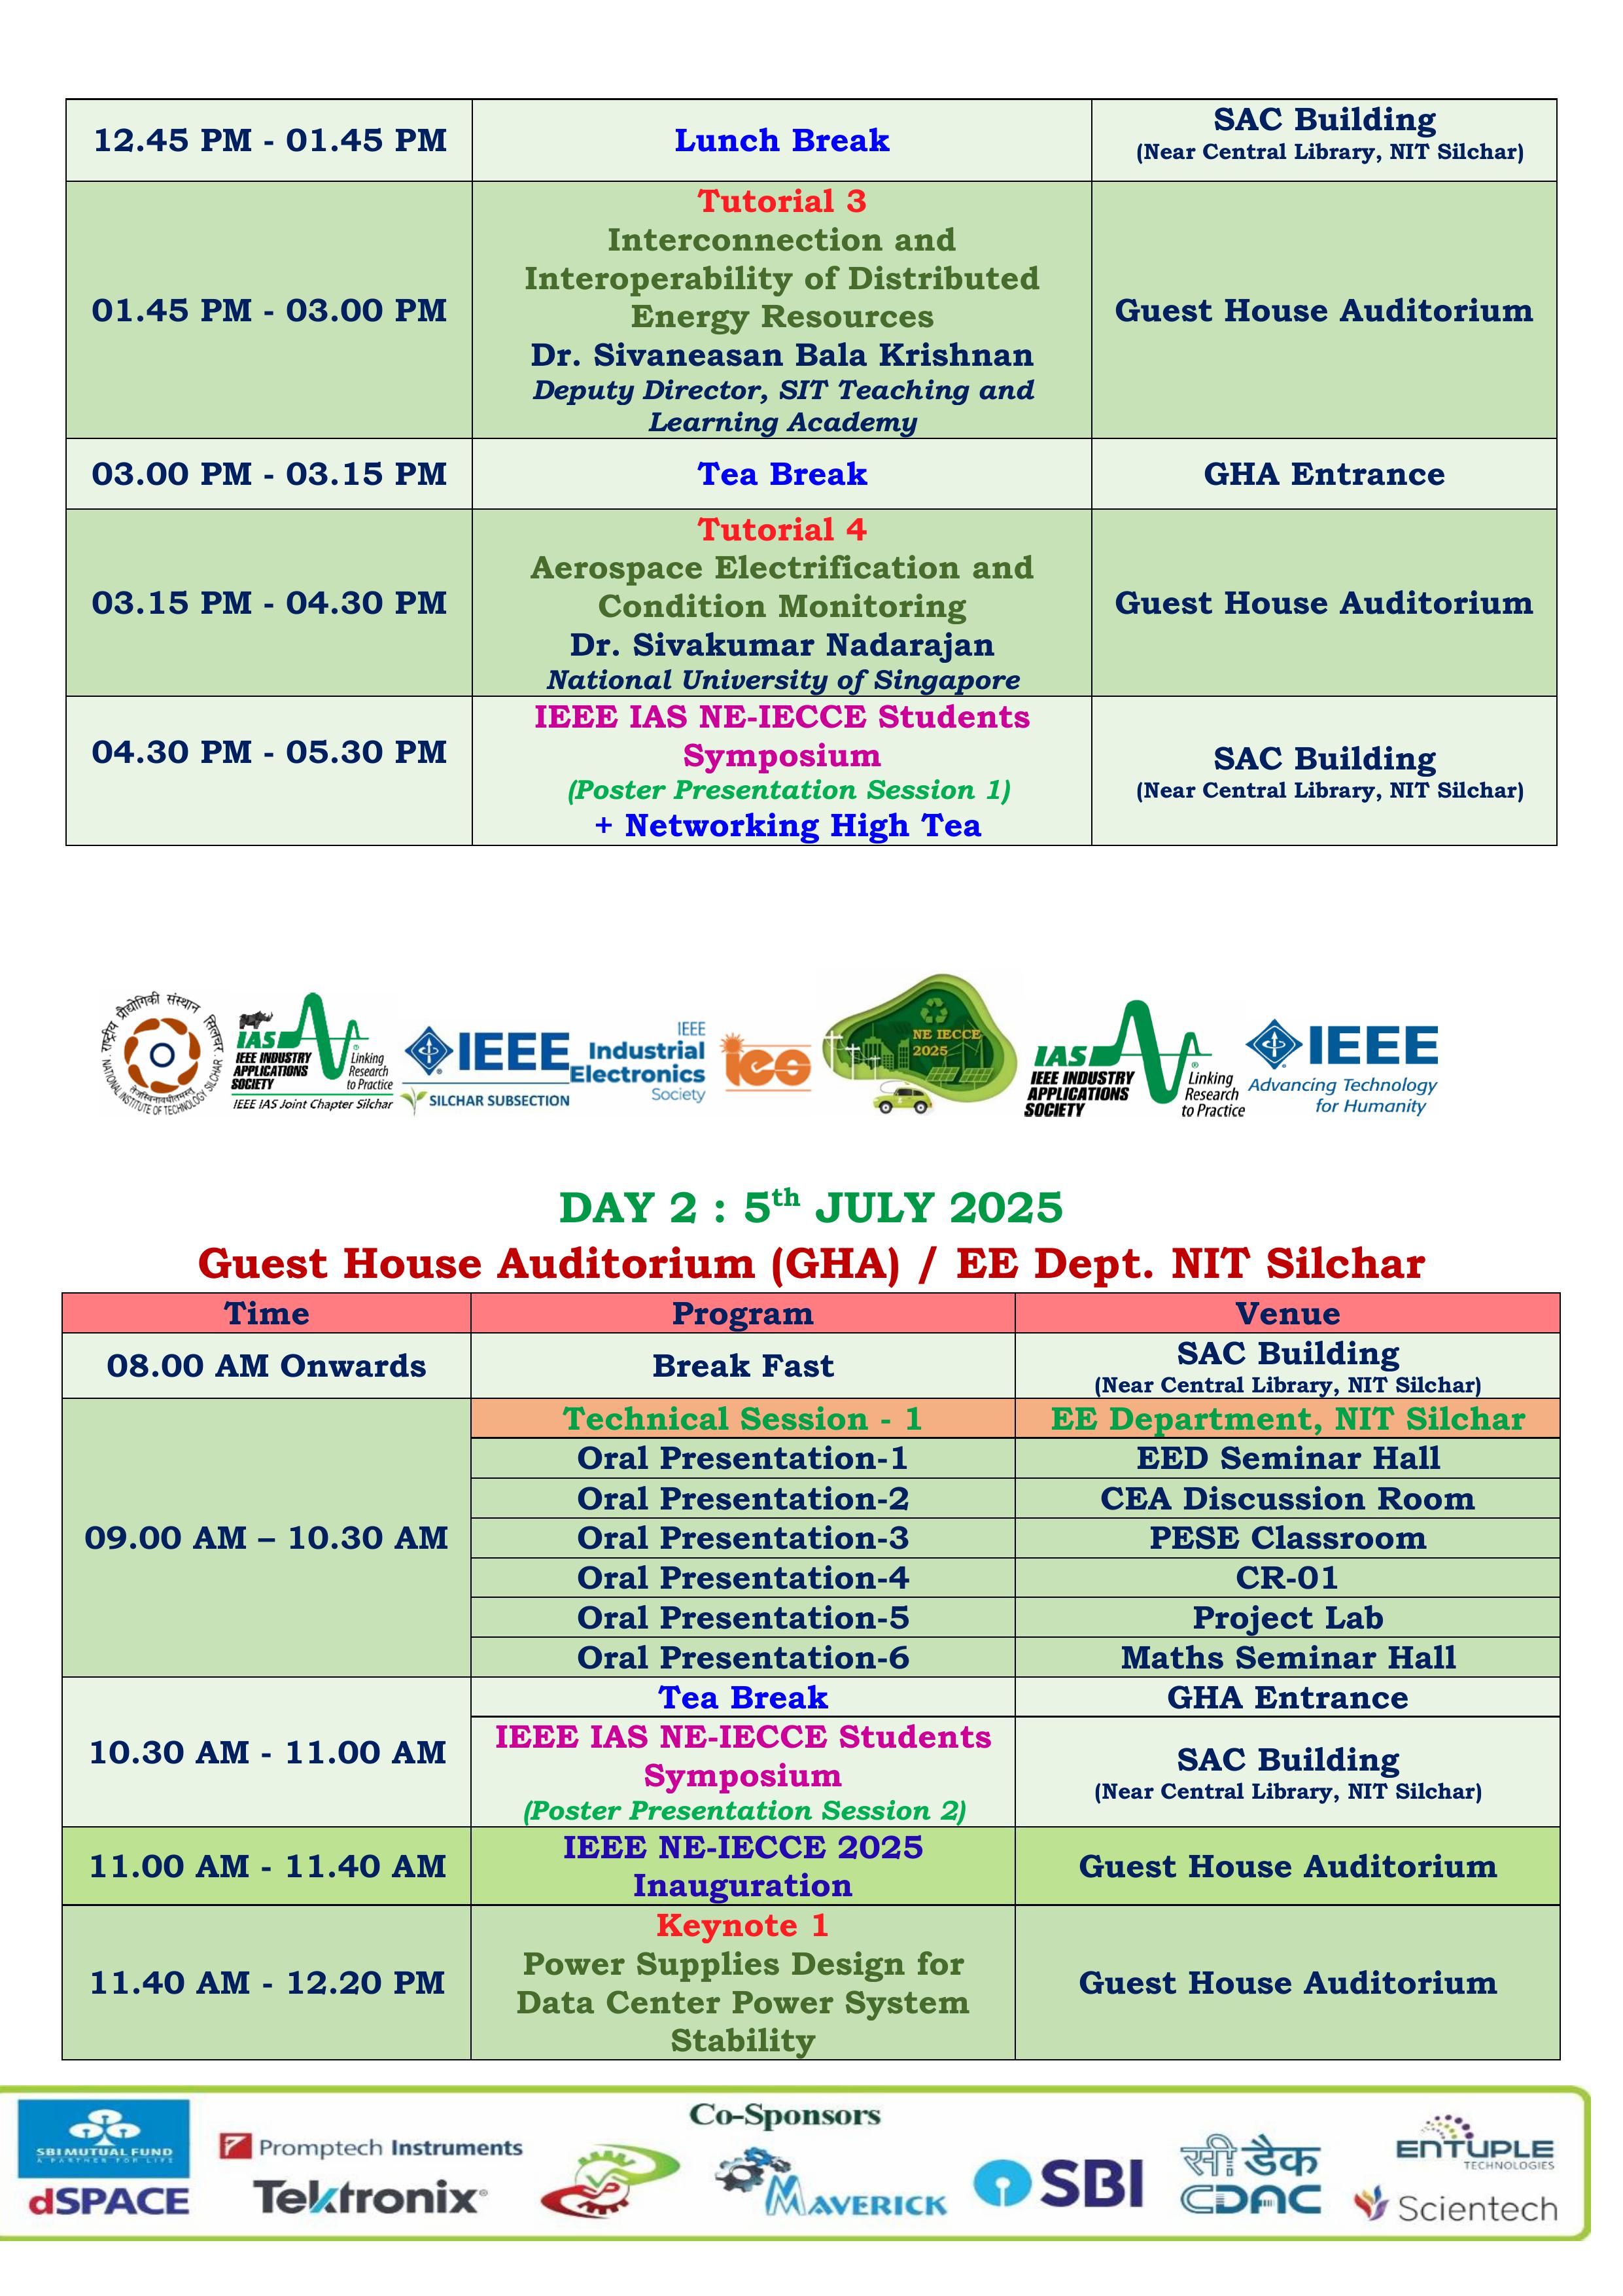 12.45 PM - 01.45 PM
Lunch Break
SAC Building
(Near Central Library, NIT Silchar)
01.45 PM - 03.00 PM
Tutorial 3
Interconnection and
Interoperability of Distributed
Energy Resources
Dr. Sivaneasan Bala Krishnan
Deputy Director, SIT Teaching and
Learning Academy
Guest House Auditorium
03.00 PM - 03.15 PM
Tea Break
GHA Entrance
03.15 PM - 04.30 PM
Tutorial 4
Aerospace Electrification and
Condition Monitoring
Dr. Sivakumar Nadarajan
National University of Singapore
Guest House Auditorium
04.30 PM - 05.30 PM
IEEE IAS NE-IECCE Students
Symposium
(Poster Presentation Session 1)
+ Networking High Tea
SAC Building
(Near Central Library, NIT Silchar)
राष्ट्रीय प्रौद्योगिकी संस्थान सिलचर
NATIONAL INSTITUTE OF TECHNOLOGY SILCHAR
IAS
IEEE INDUSTRY
APPLICATIONS
SOCIETY
Linking
Research
to Practice
IEEE IAS Joint Chapter Silchar
IEEE
SILCHAR SUBSECTION
IEEE
Industrial
Electronics
Society
ies
NE IECCE
2025
IAS
IEEE INDUSTRY
APPLICATIONS
SOCIETY
Linking
Research
to Practice
IEEE
Advancing Technology
for Humanity
DAY 2 : 5th JULY 2025
Guest House Auditorium (GHA) / EE Dept. NIT Silchar
Time Program Venue
08.00 AM Onwards
Break Fast
SAC Building
(Near Central Library, NIT Silchar)
09.00 AM – 10.30 AM
Technical Session - 1 EE Department, NIT Silchar
Oral Presentation-1 EED Seminar Hall
Oral Presentation-2 CEA Discussion Room
Oral Presentation-3 PESE Classroom
Oral Presentation-4 CR-01
Oral Presentation-5 Project Lab
Oral Presentation-6 Maths Seminar Hall
10.30 AM - 11.00 AM
Tea Break GHA Entrance
IEEE IAS NE-IECCE Students
Symposium
(Poster Presentation Session 2)
SAC Building
(Near Central Library, NIT Silchar)
11.00 AM - 11.40 AM
IEEE NE-IECCE 2025
Inauguration
Guest House Auditorium
11.40 AM - 12.20 PM
Keynote 1
Power Supplies Design for
Data Center Power System
Stability
Guest House Auditorium
Co-Sponsors
SBI MUTUAL FUND
A PARTNER FOR LIFE
dSPACE
Promptech Instruments
Tektronix
MAVERICK
SBI
सी डैक
CDAC
ENTUPLE
TECHNOLOGIES
Scientech